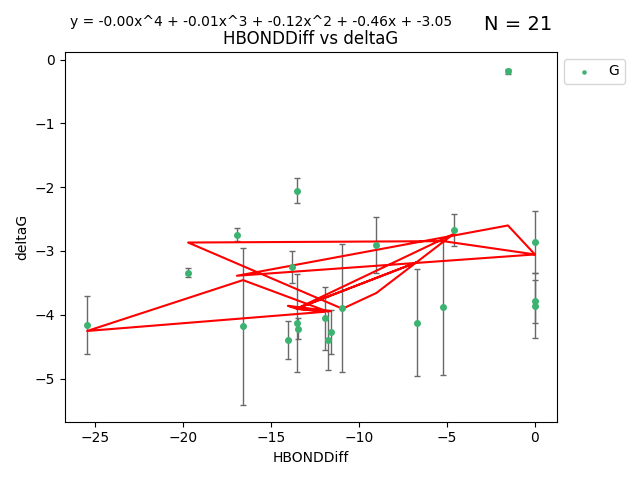 y = -0.00x^4 + -0.01x^3 + -0.12x^2 + -0.46x + -3.05
N = 21
HBONDDiff vs deltaG
G
0
−1
−2
−3
−4
−5
deltaG
−25
−20
−15
−10
−5
0
HBONDDiff